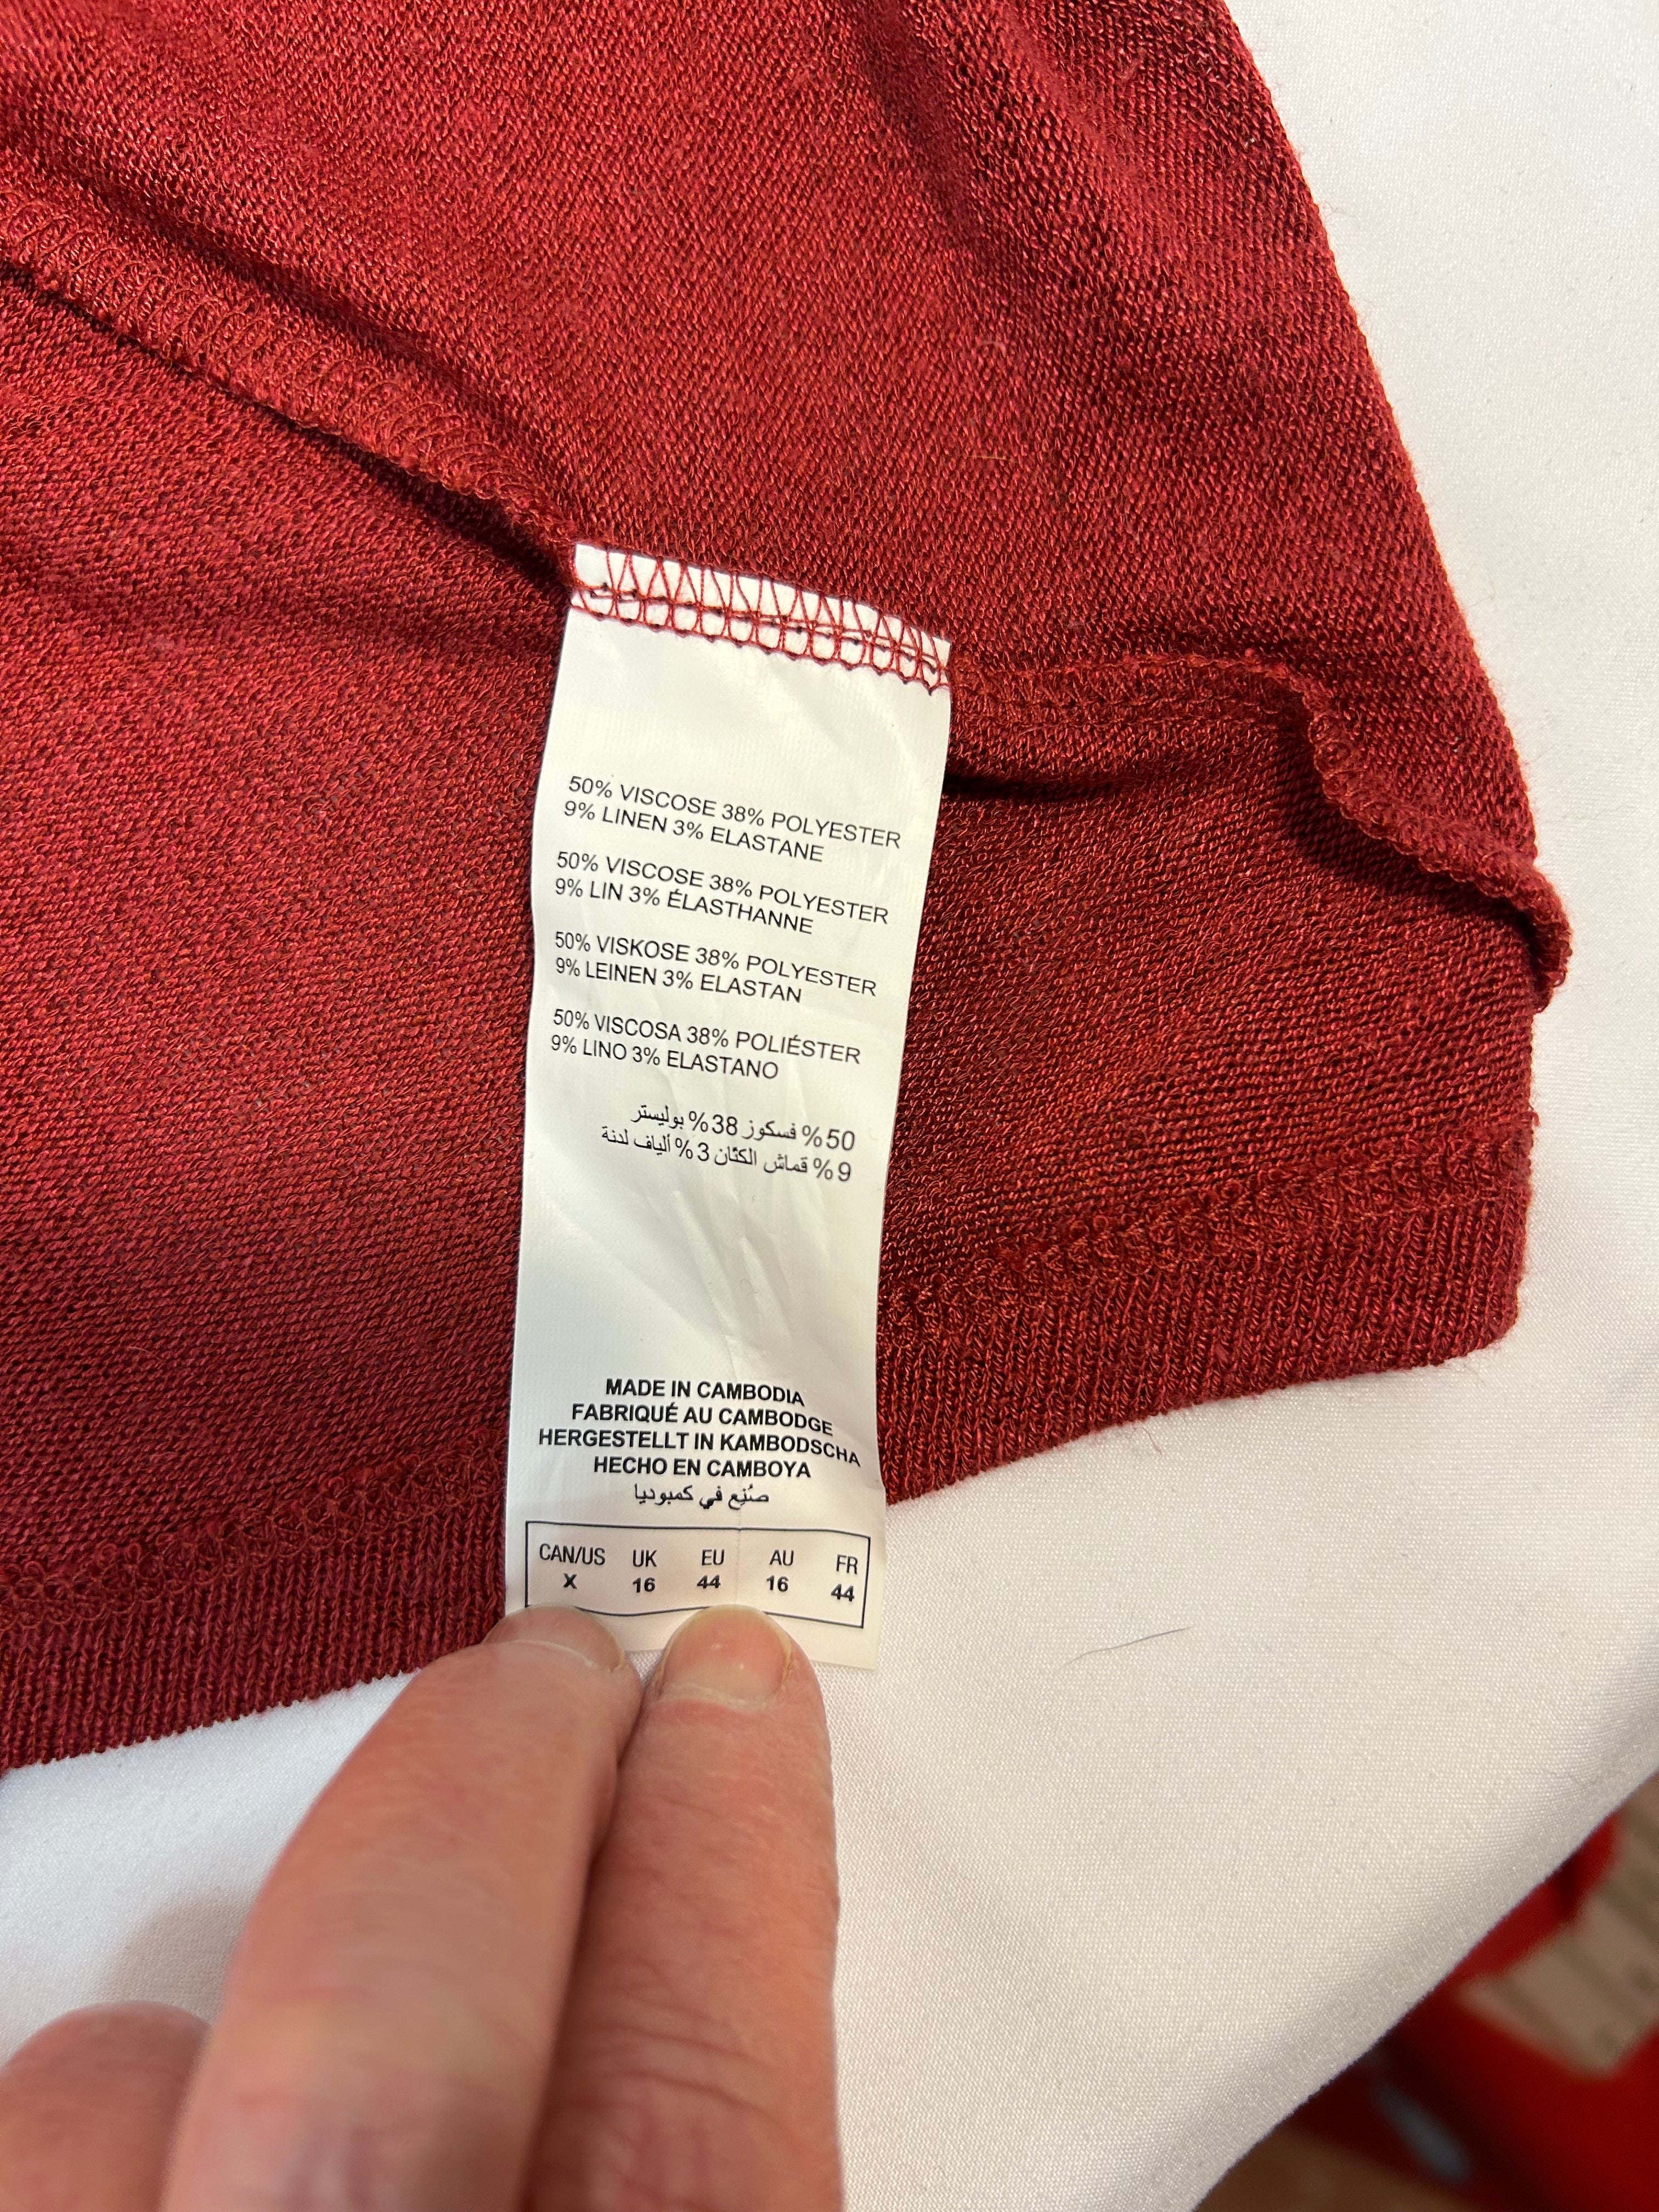 50% VISCOSE 38% POLYESTER
9% LINEN 3% ELASTANE
50% VISCOSE 38% POLYESTER
9% LIN 3% ÉLASTHANNE
50% VISKOSE 38% POLYESTER
9% LEINEN 3% ELASTAN
50% VISCOSA 38% POLIÉSTER
9% LINO 3% ELASTANO
50% فسكوز 38% بوليستر
9% قماش الكتّان 3% ألياف لدنة
MADE IN CAMBODIA
FABRIQUÉ AU CAMBODGE
HERGESTELLT IN KAMBODSCHA
HECHO EN CAMBOYA
صُنِع في كمبوديا
CAN/US UK EU AU FR
X 16 44 16 44